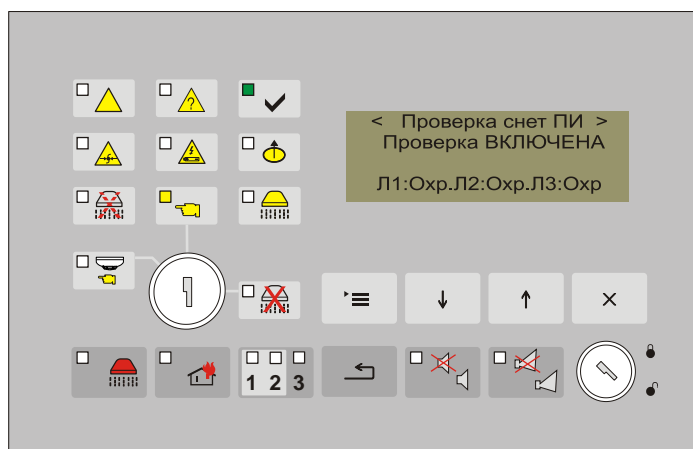 < Проверка снет ПИ >
Проверка ВКЛЮЧЕНА
Л1:Охр.Л2:Охр.Л3:Охр
?
1 2 3